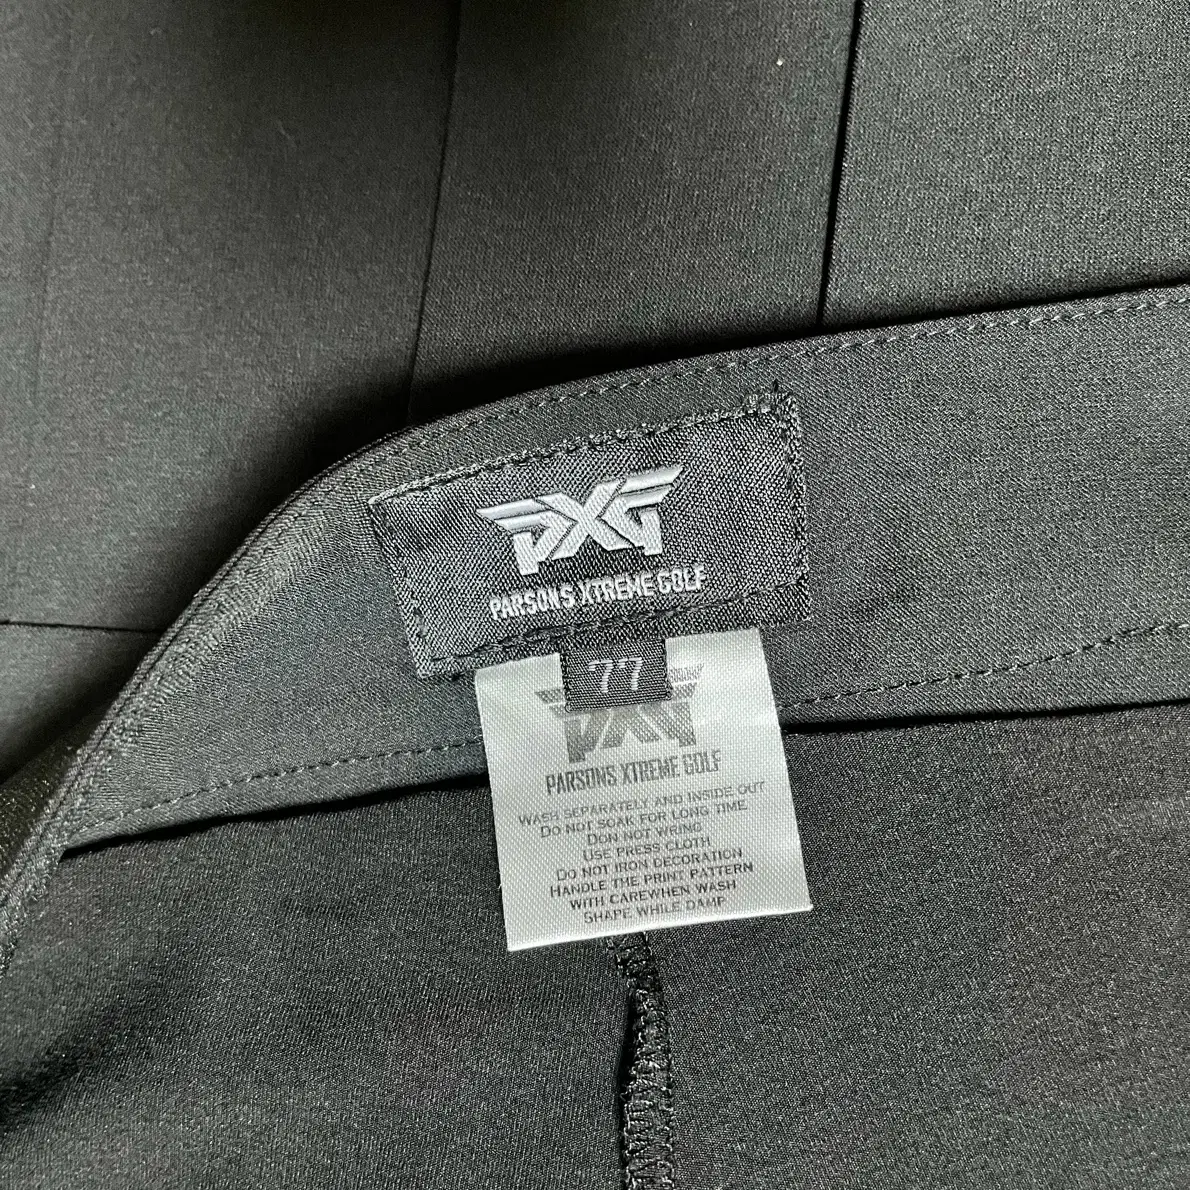 PXG
PARSONS XTREME GOLF
77
PXG
PARSONS XTREME GOLF
WASH SEPARATELY AND INSIDE OUT
DO NOT SOAK FOR LONG TIME
DON NOT WRING
USE PRESS CLOTH
DO NOT IRON DECORATION
HANDLE THE PRINT PATTERN
WITH CAREWHEN WASH
SHAPE WHILE DAMP